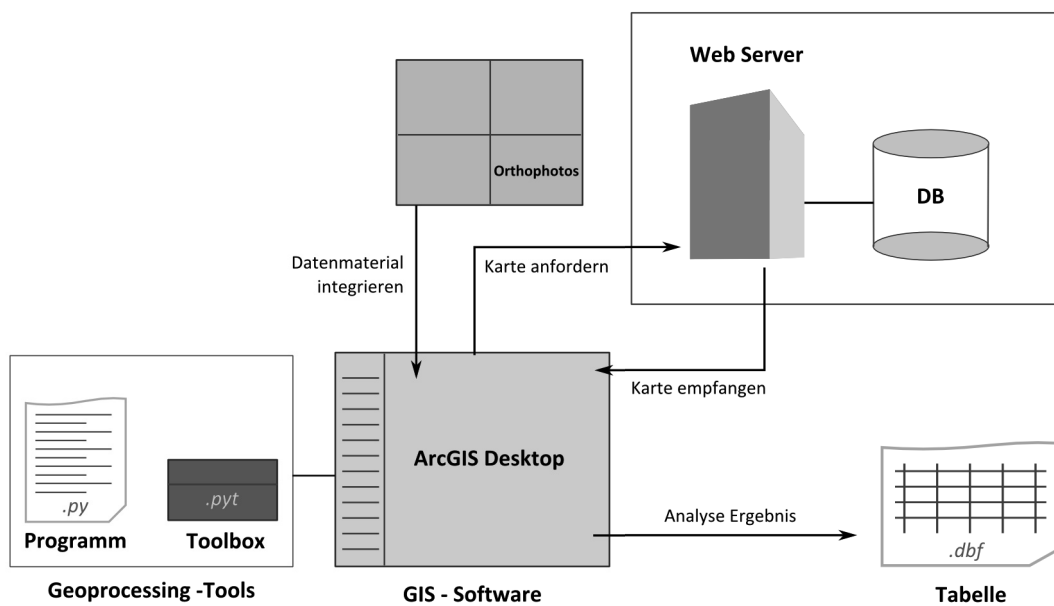 Web Server
Orthophotos
DB
Datenmaterial
integrieren
Karte anfordern
Karte empfangen
ArcGIS Desktop
.py
.pyt
Programm
Toolbox
Analyse Ergebnis
.dbf
Geoprocessing -Tools
GIS - Software
Tabelle